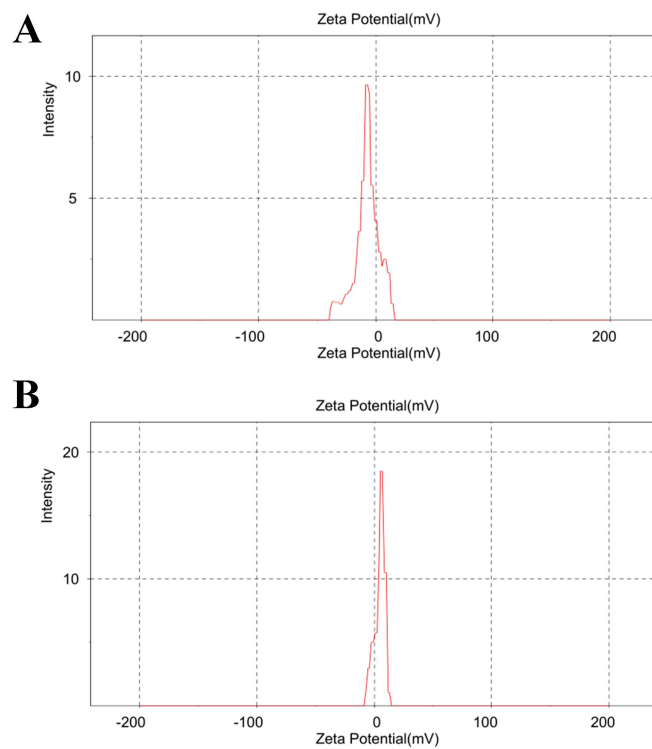 A
Zeta Potential(mV)
10
Intensity
5
-200 -100 0 100 200
Zeta Potential(mV)
B
Zeta Potential(mV)
20
Intensity
10
-200 -100 0 100 200
Zeta Potential(mV)